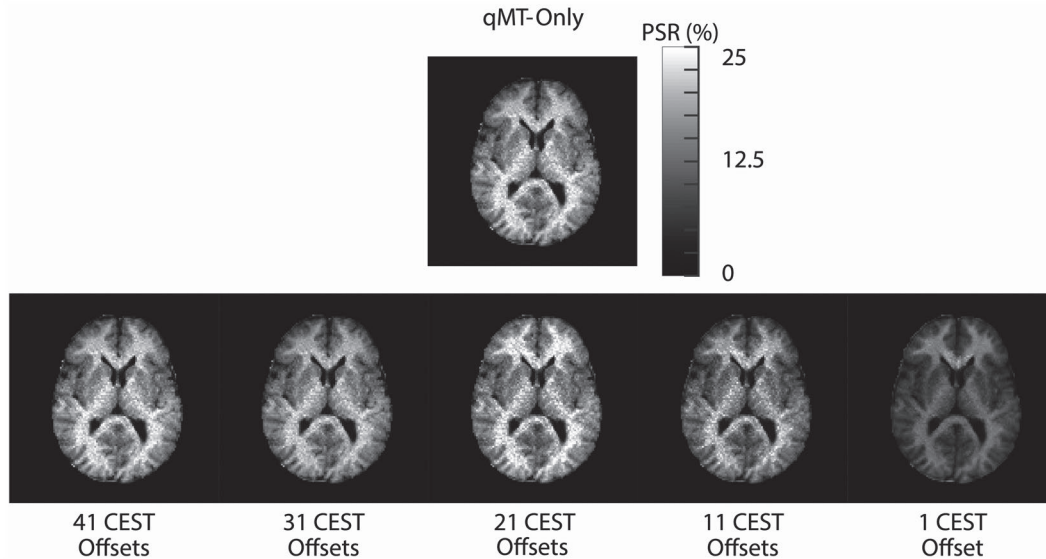 qMT-Only
PSR (%)
25
12.5
0
41 CEST
Offsets
31 CEST
Offsets
21 CEST
Offsets
11 CEST
Offsets
1 CEST
Offset